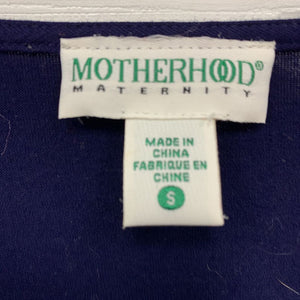 MOTHERHOOD®
MATERNITY
MADE IN
CHINA
FABRIQUE EN
CHINE
S